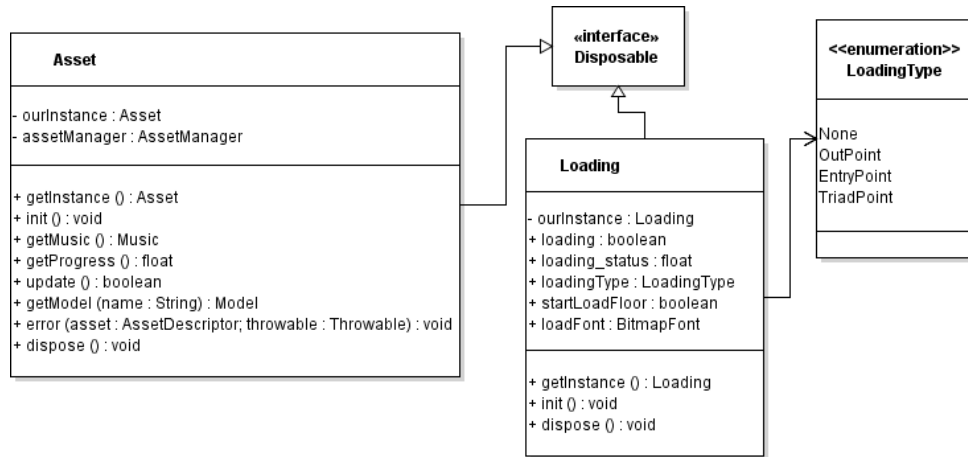 Asset
- ourInstance : Asset
- assetManager : AssetManager
+ getInstance () : Asset
+ init () : void
+ getMusic () : Music
+ getProgress () : float
+ update () : boolean
+ getModel (name : String) : Model
+ error (asset : AssetDescriptor; throwable : Throwable) : void
+ dispose () : void
«interface»
Disposable
Loading
- ourInstance : Loading
+ loading : boolean
+ loading_status : float
+ loadingType : LoadingType
+ startLoadFloor : boolean
+ loadFont : BitmapFont
+ getInstance () : Loading
+ init () : void
+ dispose () : void
<<enumeration>>
LoadingType
None
OutPoint
EntryPoint
TriadPoint